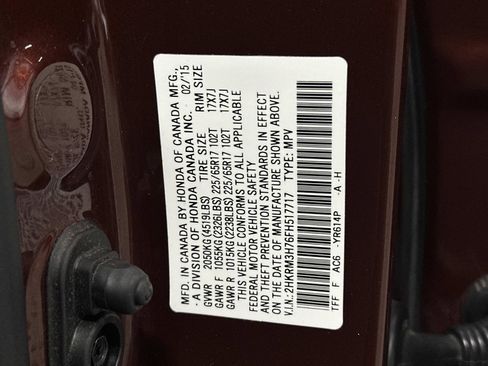 MFD. IN CANADA BY HONDA OF CANADA MFG.,
A DIVISION OF HONDA CANADA INC. 02/'15
GVWR 2050KG(4519LBS) TIRE SIZE RIM SIZE
GAWR F 1055KG(2326LBS) 225/65R17 102T 17X7J
GAWR R 1015KG(2238LBS) 225/65R17 102T 17X7J
THIS VEHICLE CONFORMS TO ALL APPLICABLE
FEDERAL MOTOR VEHICLE SAFETY
AND THEFT PREVENTION STANDARDS IN EFFECT
ON THE DATE OF MANUFACTURE SHOWN ABOVE.
V.I.N.: 2HKRM3H76FH517717 TYPE: MPV
TFF F AC6 YR614P -A -H